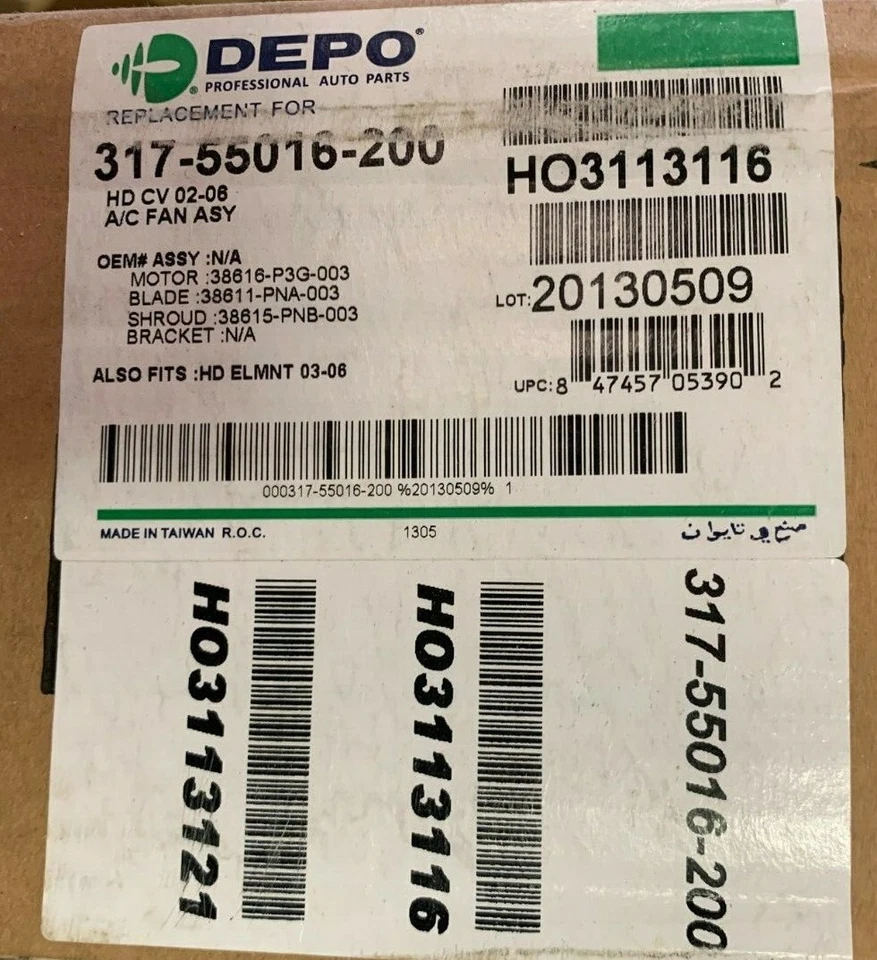 DEPO®
® PROFESSIONAL AUTO PARTS
REPLACEMENT FOR
317-55016-200
HD CV 02-06
A/C FAN ASY
OEM# ASSY :N/A
MOTOR :38616-P3G-003
BLADE :38611-PNA-003
SHROUD :38615-PNB-003
BRACKET :N/A
ALSO FITS :HD ELMNT 03-06
HO3113116
LOT:20130509
UPC: 8 47457 05390 2
000317-55016-200 %20130509% 1
MADE IN TAIWAN R.O.C.
1305
صنع في تايوان
HO3113121
HO3113116
317-55016-200